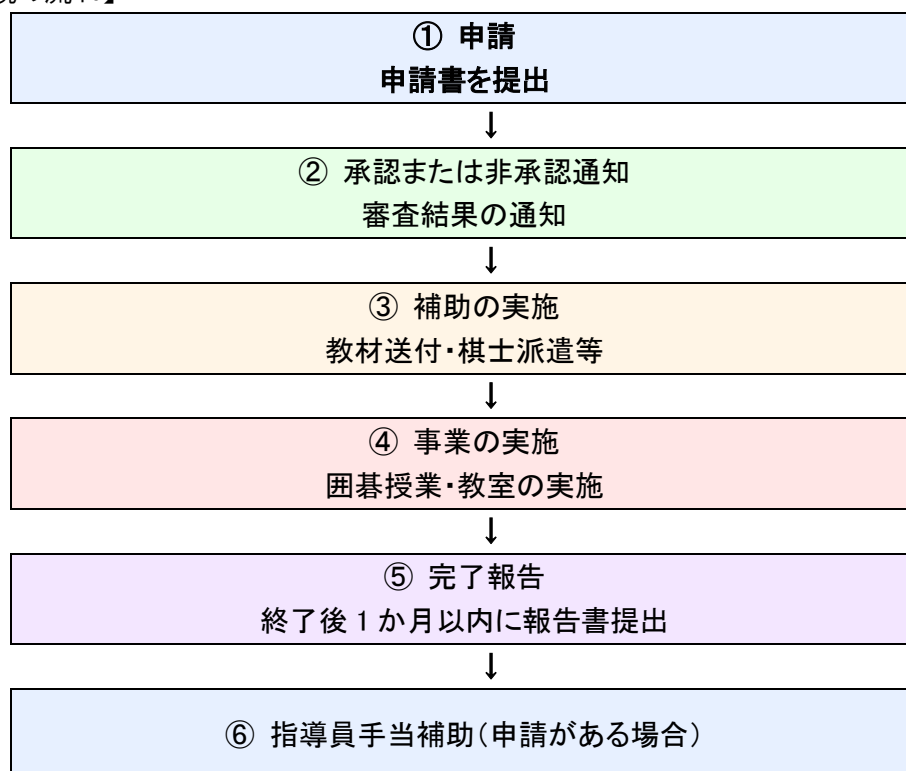 ① 申請
申請書を提出
↓
② 承認または非承認通知
審査結果の通知
↓
③ 補助の実施
教材送付・棋士派遣等
↓
④ 事業の実施
囲碁授業・教室の実施
↓
⑤ 完了報告
終了後1か月以内に報告書提出
↓
⑥ 指導員手当補助(申請がある場合)